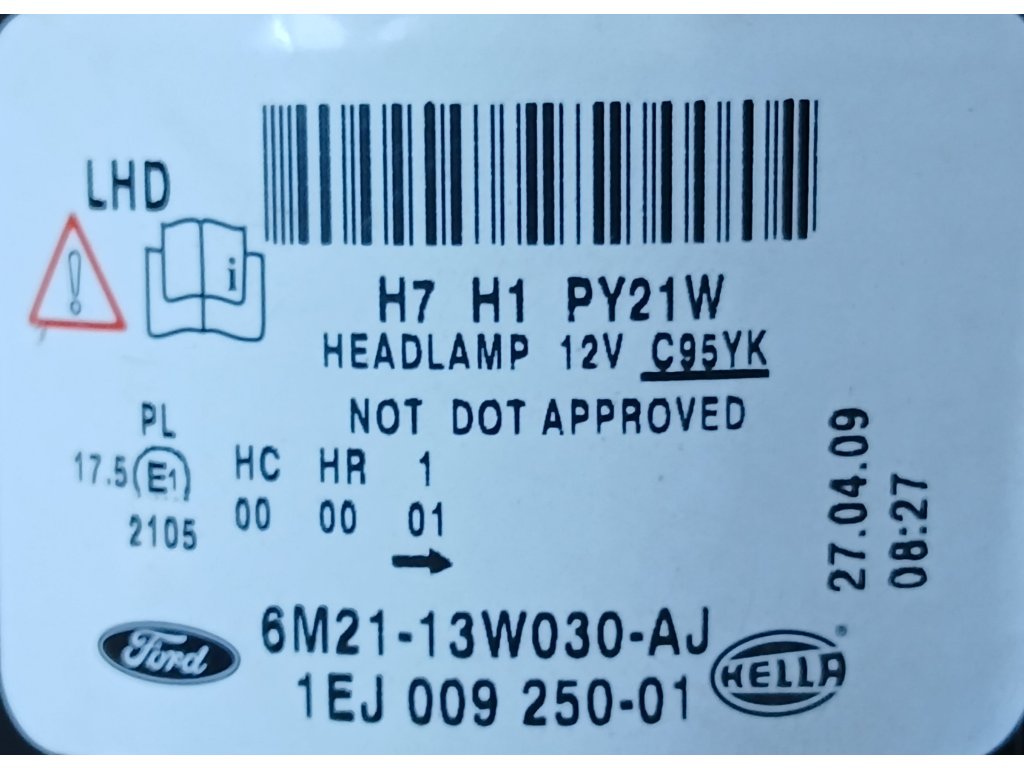 LHD
i
H7 H1 PY21W
HEADLAMP 12V C95YK
NOT DOT APPROVED
PL
17.5 E1 HC HR 1
2105 00 00 01
27.04.09
08:27
Ford
6M21-13W030-AJ
1EJ 009 250-01
HELLA